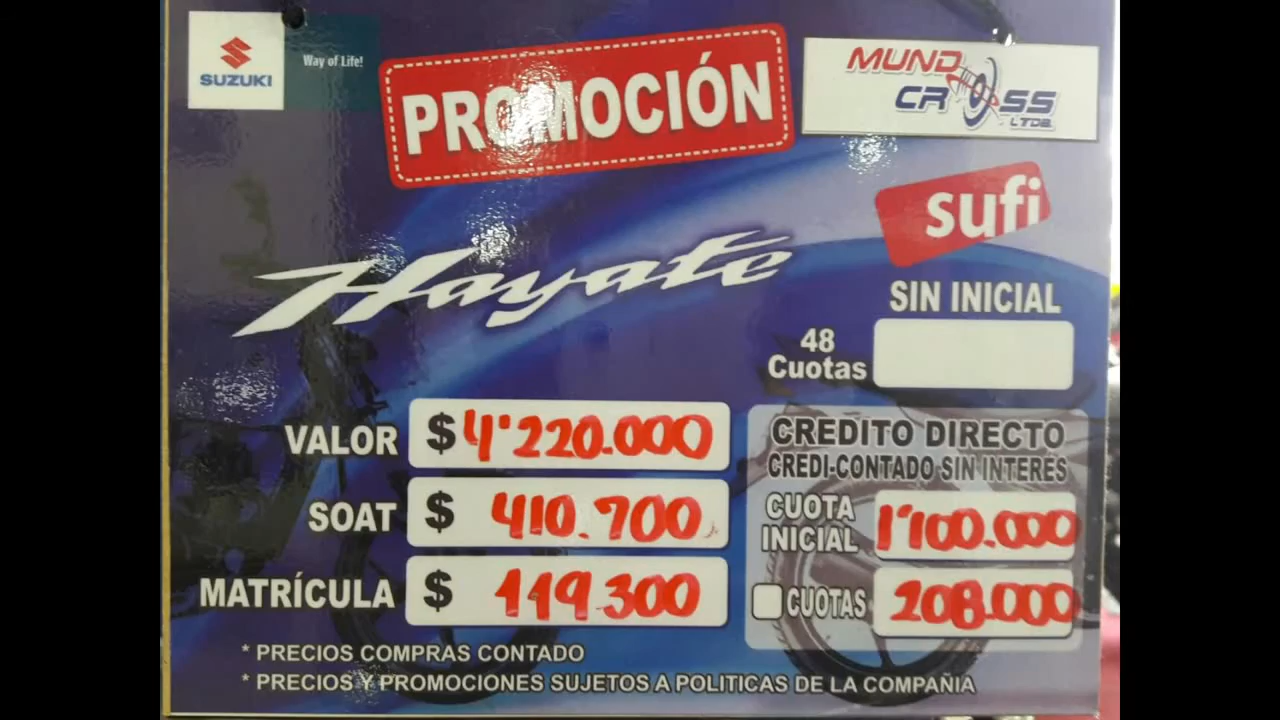 SUZUKI
Way of Life!
PROMOCIÓN
MUNDO
CROSS
LTDA.
sufi
Hayate
SIN INICIAL
48
Cuotas
VALOR $ 4'220.000
SOAT $ 410.700
MATRÍCULA $ 119.300
CREDITO DIRECTO
CREDI-CONTADO SIN INTERÉS
CUOTA
INICIAL 1'100.000
CUOTAS 208.000
* PRECIOS COMPRAS CONTADO
* PRECIOS Y PROMOCIONES SUJETOS A POLITICAS DE LA COMPAÑIA